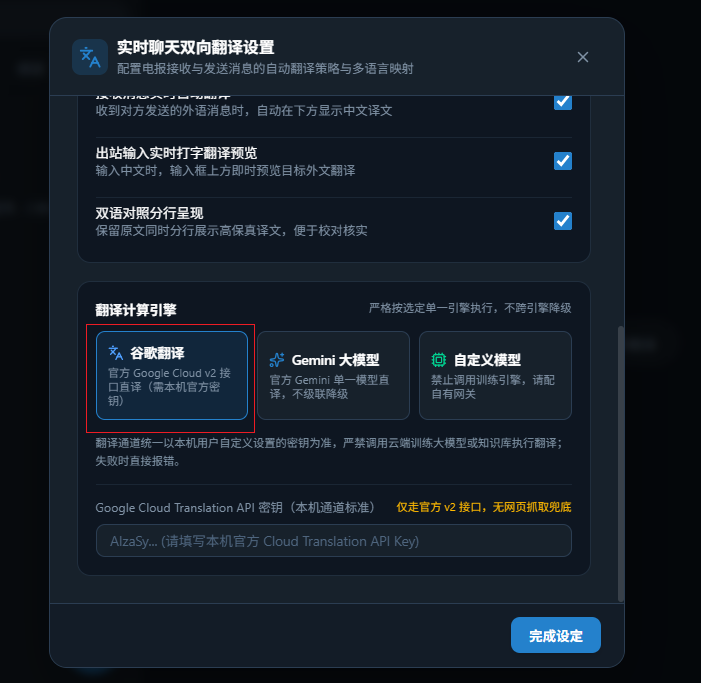 实时聊天双向翻译设置
配置电报接收与发送消息的自动翻译策略与多语言映射
收到对方发送的外语消息时，自动在下方显示中文译文
出站输入实时打字翻译预览
输入中文时，输入框上方即时预览目标外文翻译
双语对照分行呈现
保留原文同时分行展示高保真译文，便于校对核实
翻译计算引擎
严格按选定单一引擎执行，不跨引擎降级
谷歌翻译
官方 Google Cloud v2 接
口直译（需本机官方密
钥）
Gemini 大模型
官方 Gemini 单一模型直
译，不级联降级
自定义模型
禁止调用训练引擎，请配
自有网关
翻译通道统一以本机用户自定义设置的密钥为准，严禁调用云端训练大模型或知识库执行翻译；
失败时直接报错。
Google Cloud Translation API 密钥（本机通道标准）
仅走官方 v2 接口，无网页抓取兜底
AIzaSy... (请填写本机官方 Cloud Translation API Key)
完成设定